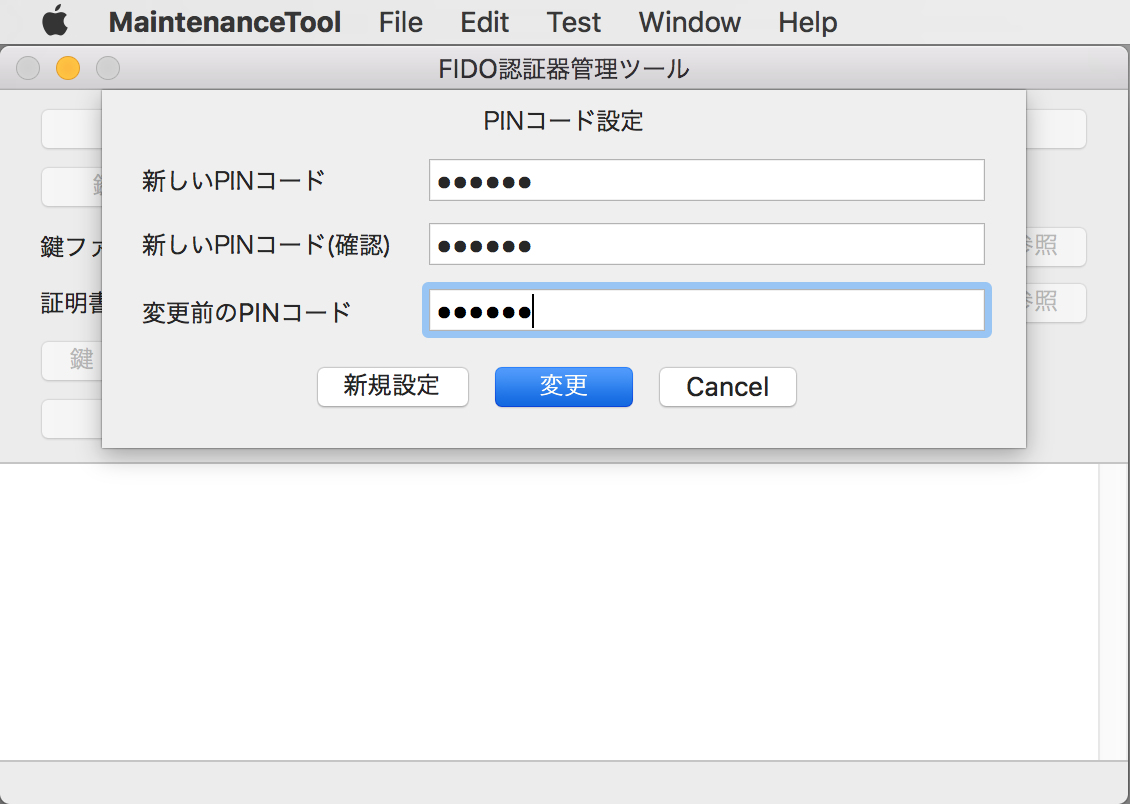 MaintenanceTool File Edit Test Window Help
FIDO認証器管理ツール
PINコード設定
新しいPINコード ●●●●●●
新しいPINコード(確認) ●●●●●●
変更前のPINコード ●●●●●●
新規設定 変更 Cancel
鍵ファ
参照
証明書
参照
鍵